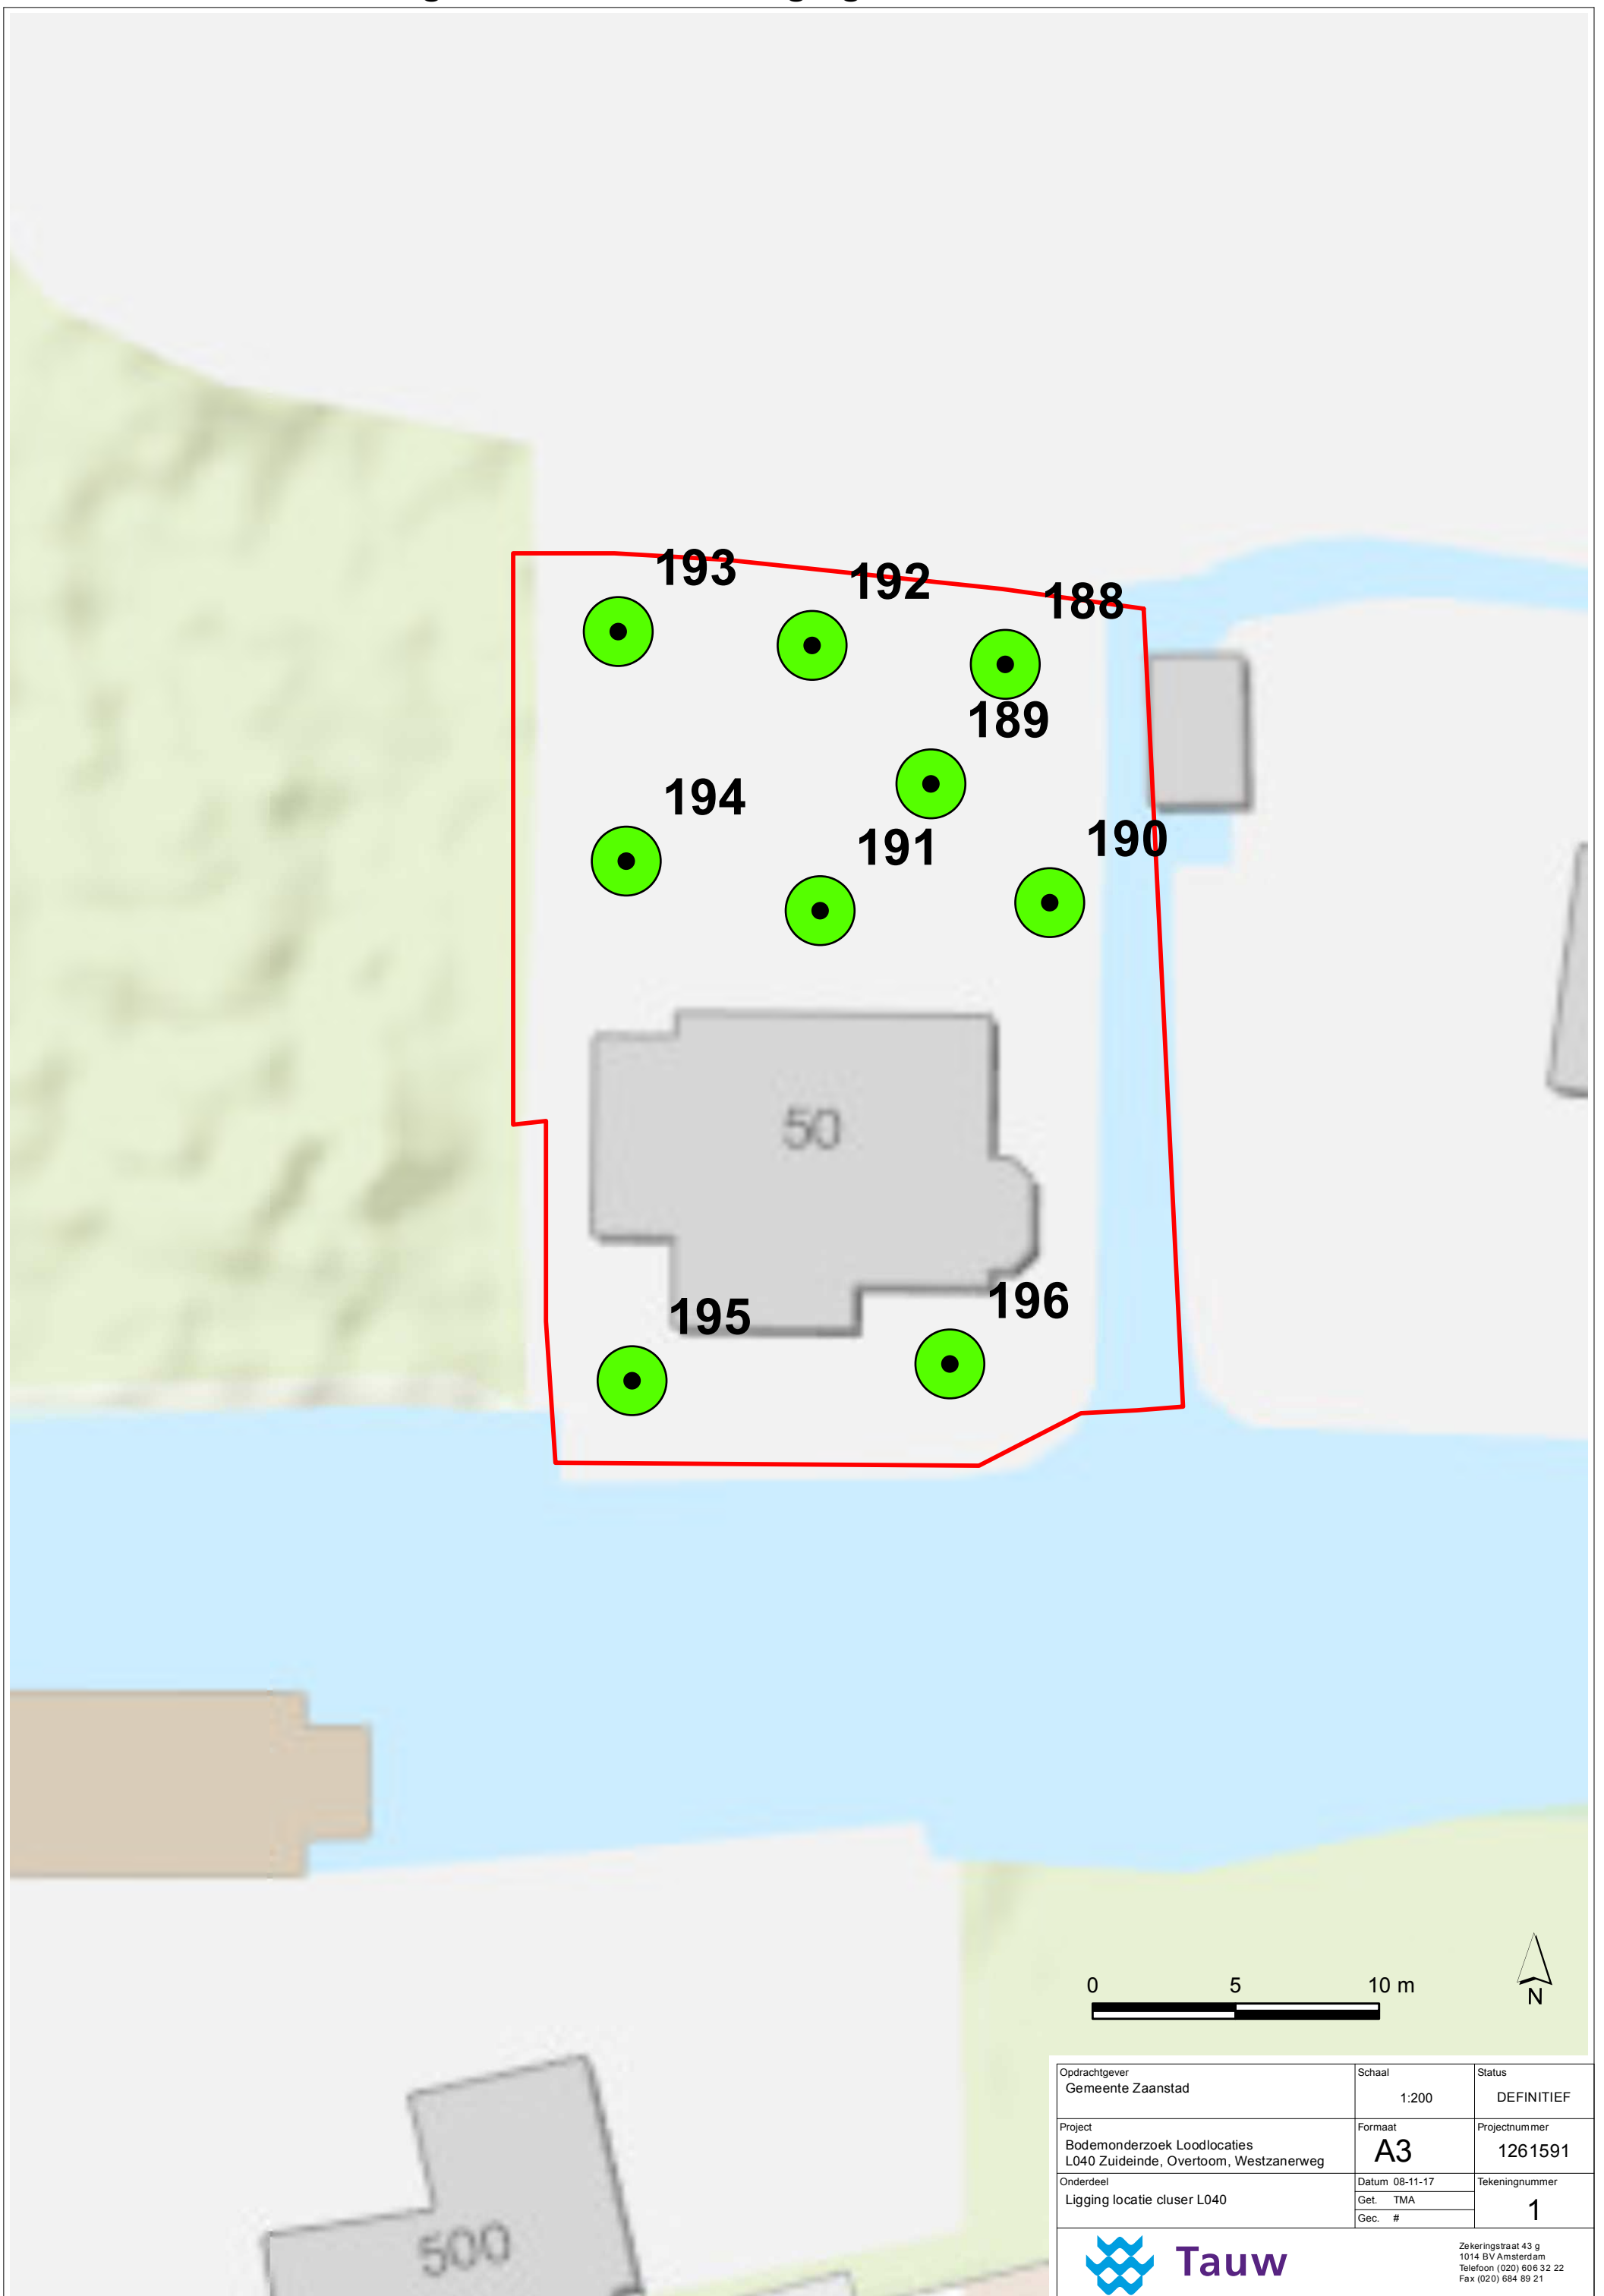 193
192
188
189
194
191
190
50
195
196
0 5 10 m
N
Opdrachtgever
Gemeente Zaanstad
Schaal
1:200
Status
DEFINITIEF
Project
Bodemonderzoek Loodlocaties
L040 Zuideinde, Overtoom, Westzanerweg
Formaat
A3
Projectnummer
1261591
Onderdeel
Ligging locatie cluser L040
Datum 08-11-17
Get. TMA
Gec. #
Tekeningnummer
1
500
Tauw
Zekeringstraat 43 g
1014 BV Amsterdam
Telefoon (020) 606 32 22
Fax (020) 684 89 21